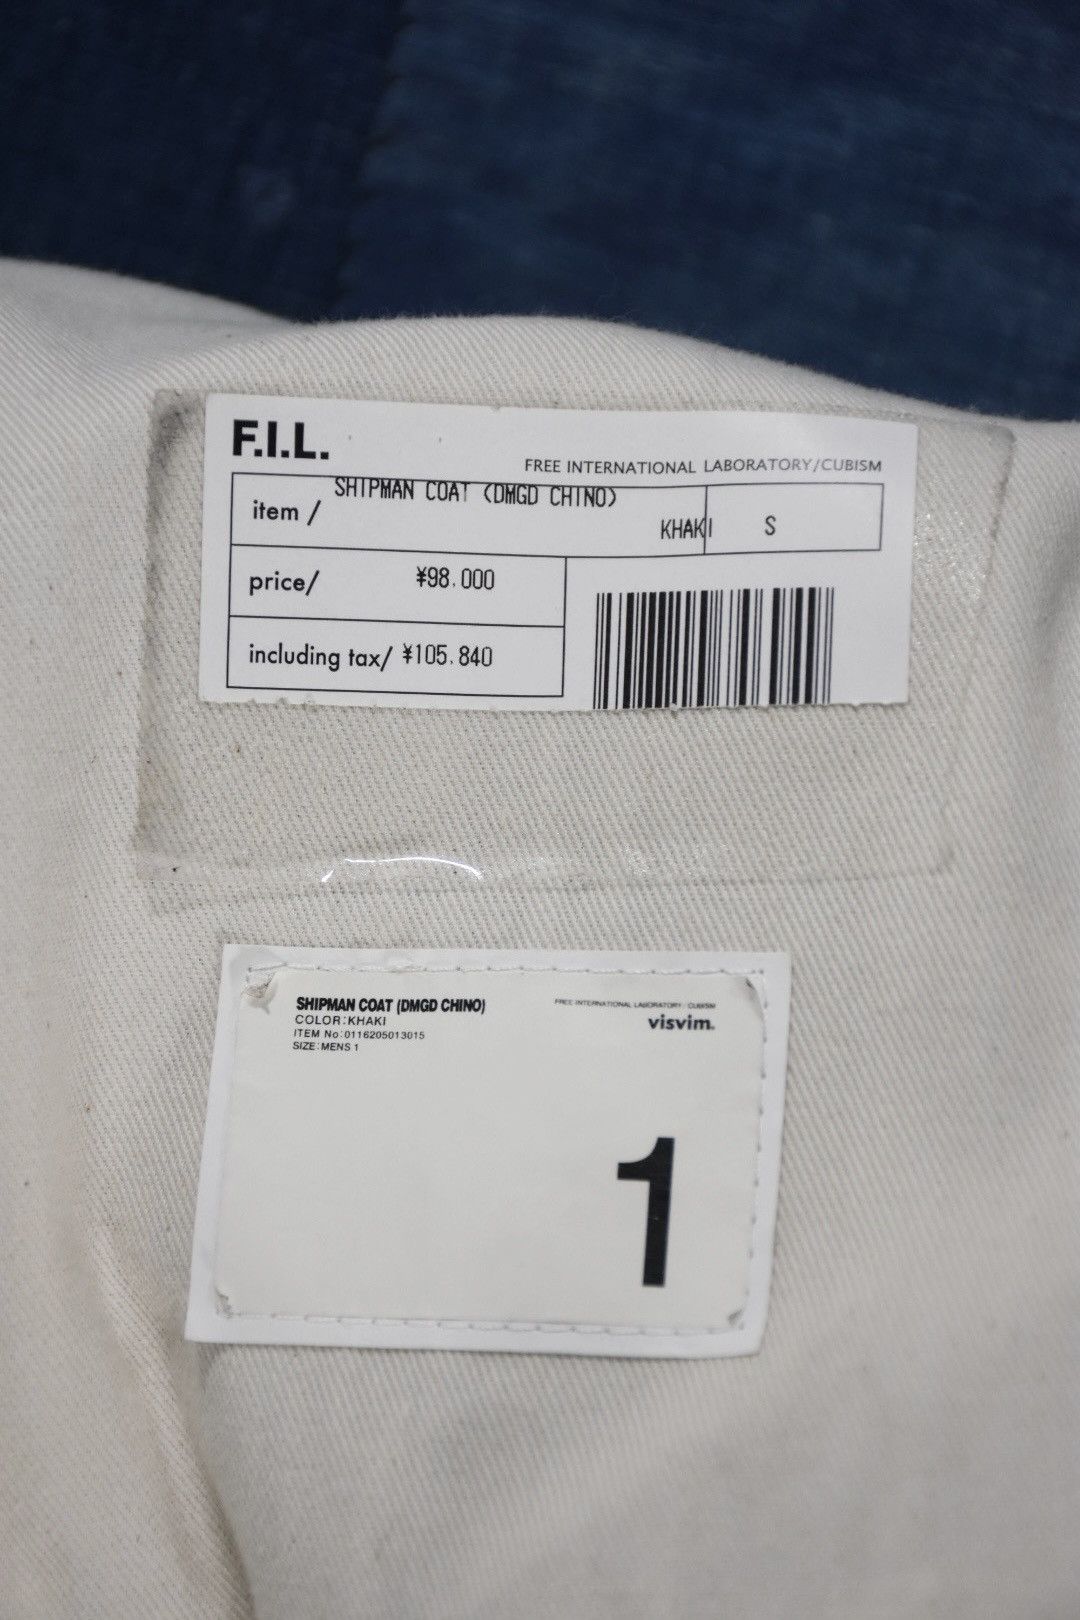 F.I.L.
FREE INTERNATIONAL LABORATORY/CUBISM
item / SHIPMAN COAT (DMGD CHINO)
KHAKI S
price/ ¥98.000
including tax/ ¥105.840
SHIPMAN COAT (DMGD CHINO)
COLOR:KHAKI
ITEM No:0116205013015
SIZE:MENS 1
FREE INTERNATIONAL LABORATORY / CUBISM
visvim.
1